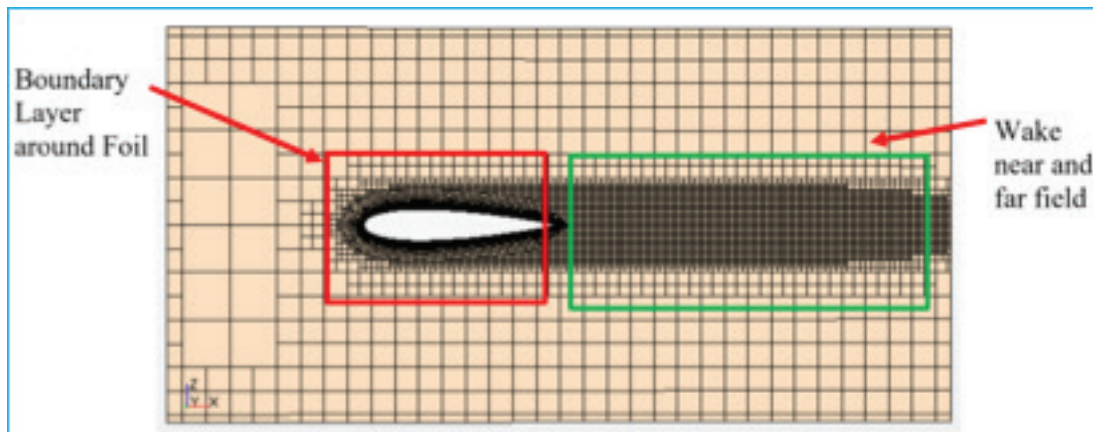 Boundary
Layer
around Foil
Wake
near and
far field
Z
Y X